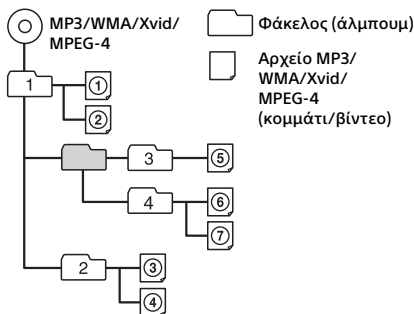 MP3/WMA/Xvid/
MPEG-4
Φάκελος (άλμπουμ)
Αρχείο MP3/
WMA/Xvid/
MPEG-4
(κομμάτι/βίντεο)
1
①
②
3
⑤
4
⑥
⑦
2
③
④